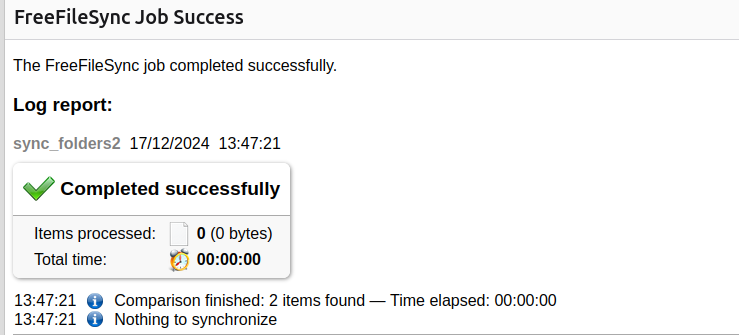 FreeFileSync Job Success
The FreeFileSync job completed successfully.
Log report:
sync_folders2 17/12/2024 13:47:21
Completed successfully
Items processed: 0 (0 bytes)
Total time: 00:00:00
13:47:21 Comparison finished: 2 items found — Time elapsed: 00:00:00
13:47:21 Nothing to synchronize